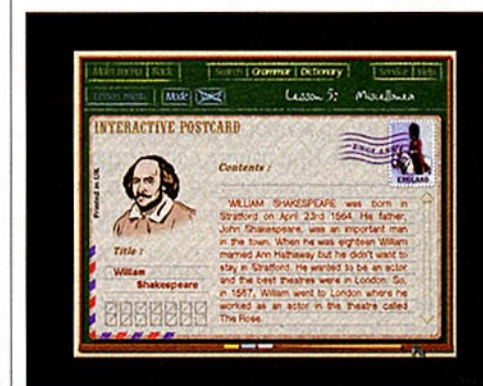 Main menu | Back
Search | Grammar | Dictionary
Service | Help
Lesson menu
Mode
Lesson 5: Miscellanea
INTERACTIVE POSTCARD
ENGLAND
ENGLAND
Printed in UK
Contents :
WILLIAM SHAKESPEARE was born in
Stratford on April 23rd 1564. His father,
John Shakespeare, was an important man
in the town. When he was eighteen William
married Ann Hathaway but he didn't want to
stay in Stratford. He wanted to be an actor
and the best theatres were in London. So,
in 1587, William went to London where he
worked as an actor in the theatre called
The Rose.
Title :
William
Shakespeare